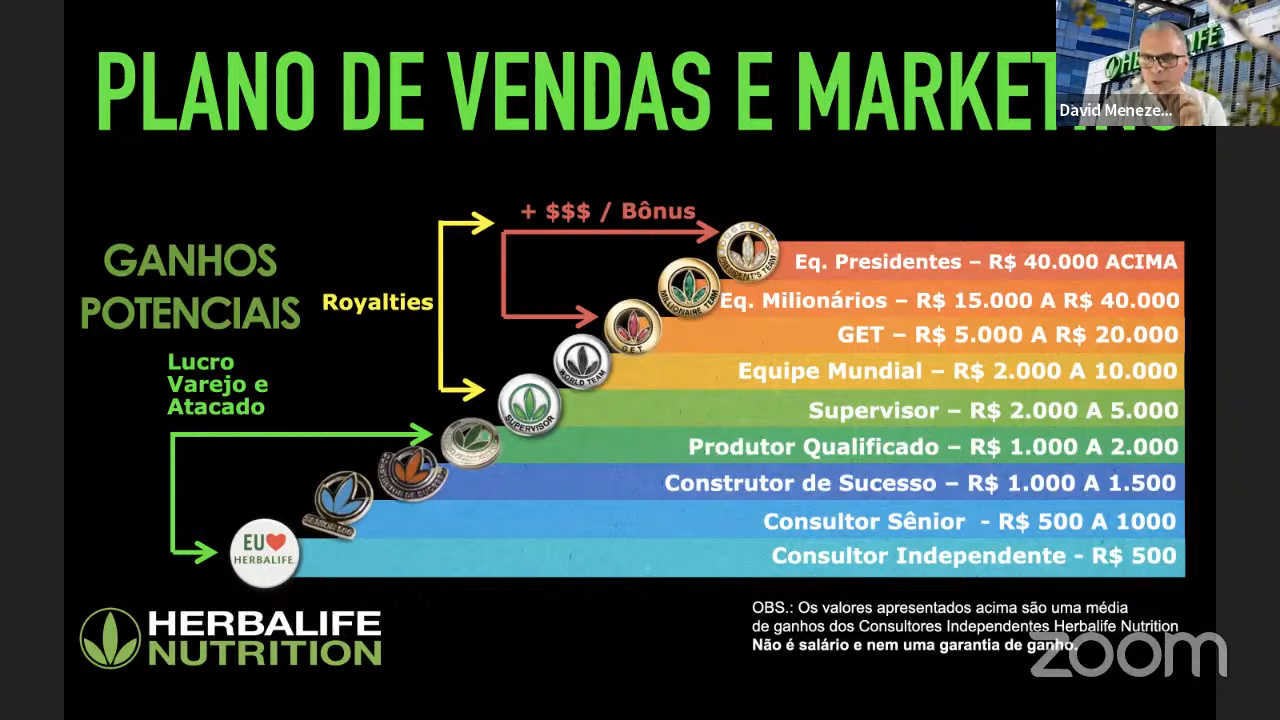 PLANO DE VENDAS E MARKETING
HERBALIFE
David Meneze...
+ $$$ / Bônus
GANHOS
POTENCIAIS
Royalties
Lucro
Varejo e
Atacado
PRESIDENT'S TEAM
Eq. Presidentes – R$ 40.000 ACIMA
MILLIONAIRE TEAM
Eq. Milionários – R$ 15.000 A R$ 40.000
G.E.T.
GET – R$ 5.000 A R$ 20.000
WORLD TEAM
Equipe Mundial – R$ 2.000 A 10.000
SUPERVISOR
Supervisor – R$ 2.000 A 5.000
Produtor Qualificado – R$ 1.000 A 2.000
Construtor de Sucesso – R$ 1.000 A 1.500
SENIOR 500
Consultor Sênior - R$ 500 A 1000
EU
HERBALIFE
Consultor Independente - R$ 500
HERBALIFE
NUTRITION
OBS.: Os valores apresentados acima são uma média
de ganhos dos Consultores Independentes Herbalife Nutrition
Não é salário e nem uma garantia de ganho.
zoom